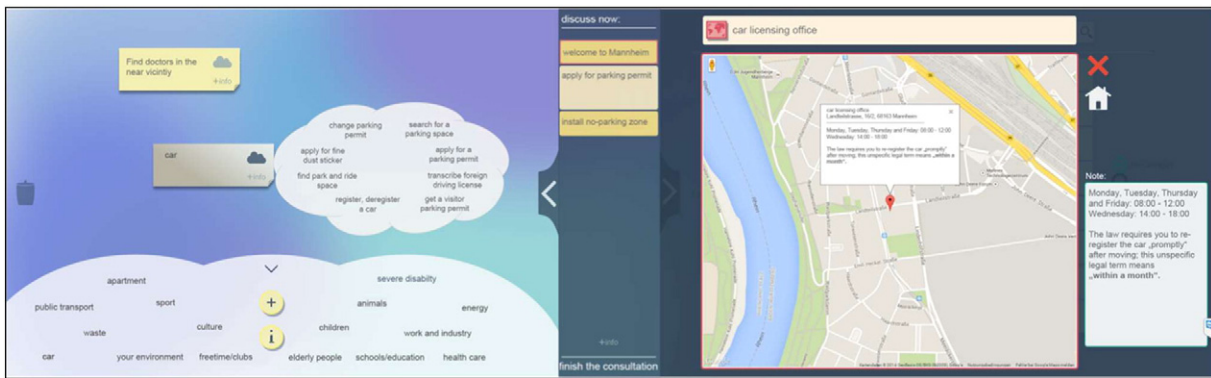 Find doctors in the
near vicintiy
+info
car
+info
change parking
permit
search for a
parking space
apply for fine
dust sticker
apply for a
parking permit
find park and ride
space
transcribe foreign
driving license
register, deregister
a car
get a visitor
parking permit
apartment
severe disabilty
public transport
sport
animals
energy
waste
culture
children
work and industry
car
your environment
freetime/clubs
elderly people
schools/education
health care
+
i
discuss now:
welcome to Mannheim
apply for parking permit
install no-parking zone
+info
finish the consultation
car licensing office
car licensing office
Monday, Tuesday, Thursday and Friday: 08:00 - 12:00
Wednesday: 14:00 - 18:00
The law requires you to re-register the car „promptly"
after moving; this unspecific legal term means „within a
month".
Note:
Monday, Tuesday, Thursday
and Friday: 08:00 - 12:00
Wednesday: 14:00 - 18:00
The law requires you to re-
register the car „promptly"
after moving; this unspecific
legal term means
„within a month".